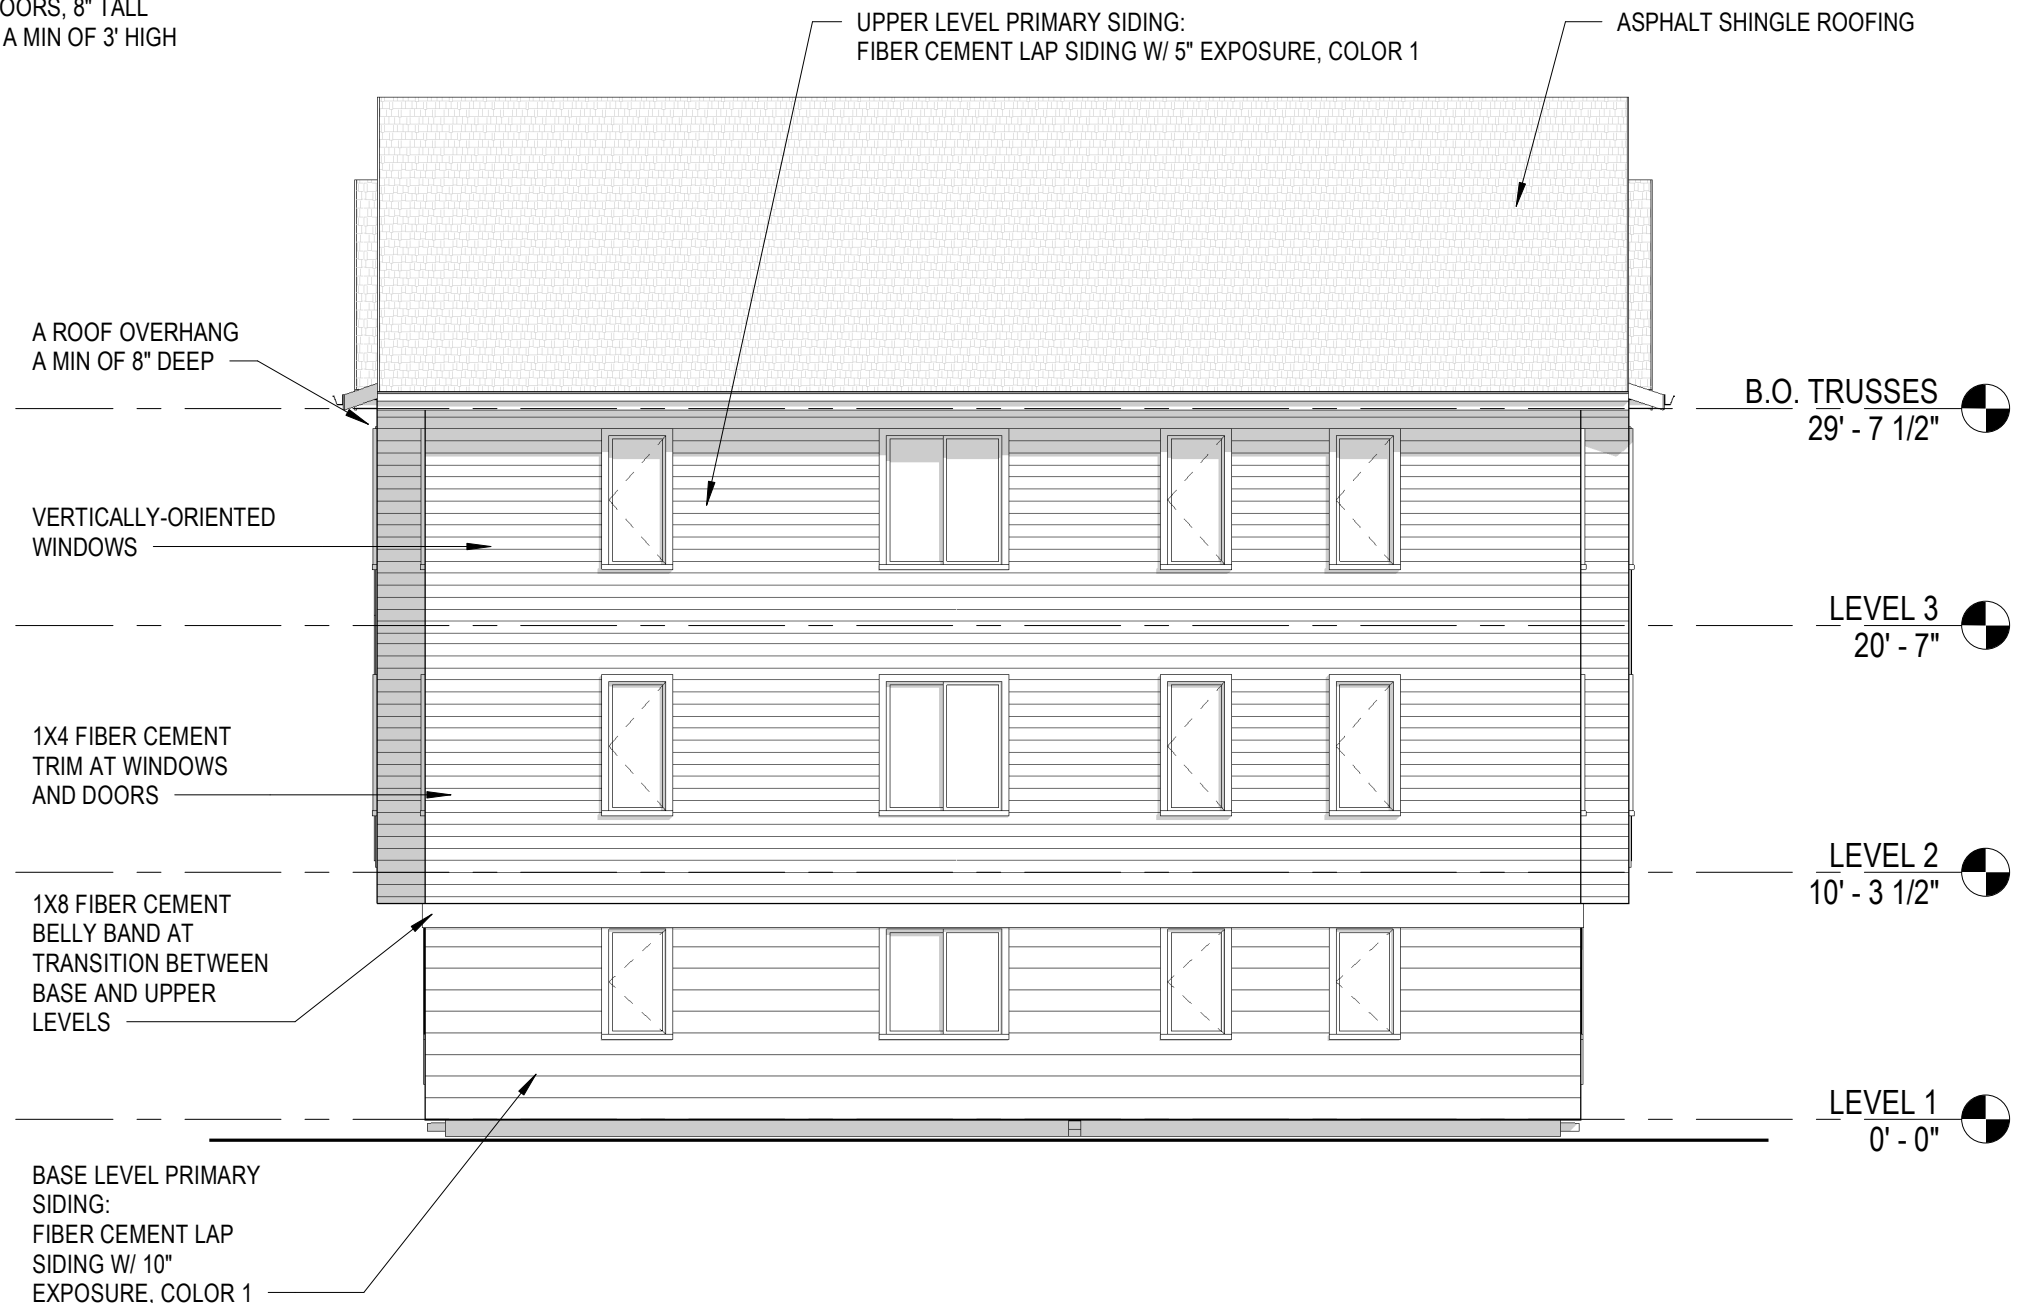 OORS, 8" TALL
A MIN OF 3' HIGH
UPPER LEVEL PRIMARY SIDING:
FIBER CEMENT LAP SIDING W/ 5" EXPOSURE, COLOR 1
ASPHALT SHINGLE ROOFING
A ROOF OVERHANG
A MIN OF 8" DEEP
B.O. TRUSSES
29' - 7 1/2"
VERTICALLY-ORIENTED
WINDOWS
LEVEL 3
20' - 7"
1X4 FIBER CEMENT
TRIM AT WINDOWS
AND DOORS
LEVEL 2
10' - 3 1/2"
1X8 FIBER CEMENT
BELLY BAND AT
TRANSITION BETWEEN
BASE AND UPPER
LEVELS
LEVEL 1
0' - 0"
BASE LEVEL PRIMARY
SIDING:
FIBER CEMENT LAP
SIDING W/ 10"
EXPOSURE, COLOR 1